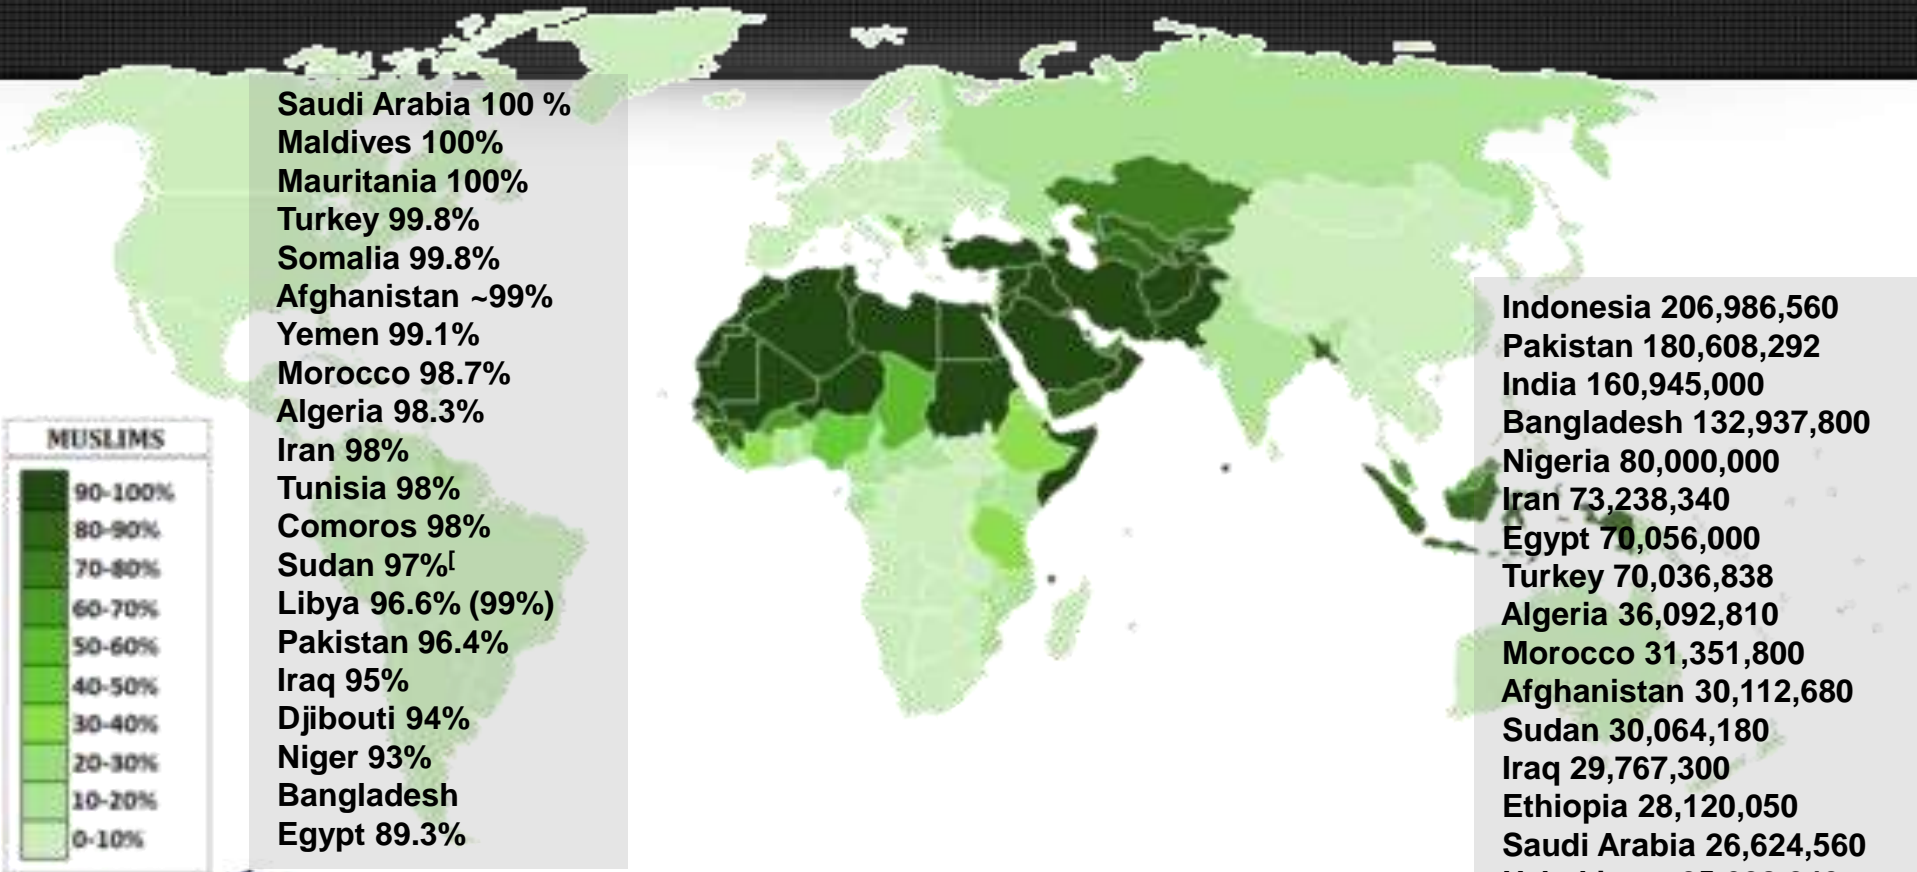 Saudi Arabia 100 %
Maldives 100%
Mauritania 100%
Turkey 99.8%
Somalia 99.8%
Afghanistan ~99%
Yemen 99.1%
Morocco 98.7%
Algeria 98.3%
Iran 98%
Tunisia 98%
Comoros 98%
Sudan 97%[
Libya 96.6% (99%)
Pakistan 96.4%
Iraq 95%
Djibouti 94%
Niger 93%
Bangladesh
Egypt 89.3%
MUSLIMS
90-100%
80-90%
70-80%
60-70%
50-60%
40-50%
30-40%
20-30%
10-20%
0-10%
Indonesia 206,986,560
Pakistan 180,608,292
India 160,945,000
Bangladesh 132,937,800
Nigeria 80,000,000
Iran 73,238,340
Egypt 70,056,000
Turkey 70,036,838
Algeria 36,092,810
Morocco 31,351,800
Afghanistan 30,112,680
Sudan 30,064,180
Iraq 29,767,300
Ethiopia 28,120,050
Saudi Arabia 26,624,560